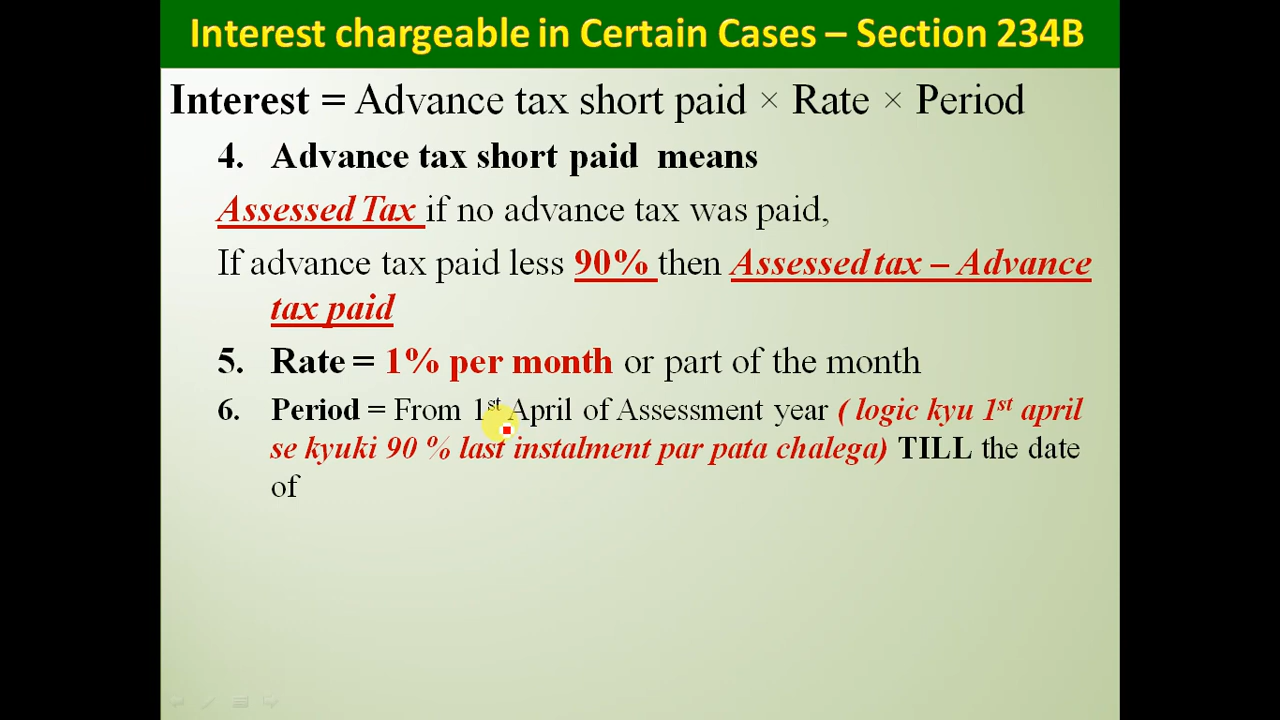 Interest chargeable in Certain Cases – Section 234B
Interest = Advance tax short paid × Rate × Period
4. Advance tax short paid means
Assessed Tax if no advance tax was paid,
If advance tax paid less 90% then Assessed tax – Advance
tax paid
5. Rate = 1% per month or part of the month
6. Period = From 1st April of Assessment year ( logic kyu 1st april
se kyuki 90 % last instalment par pata chalega) TILL the date
of